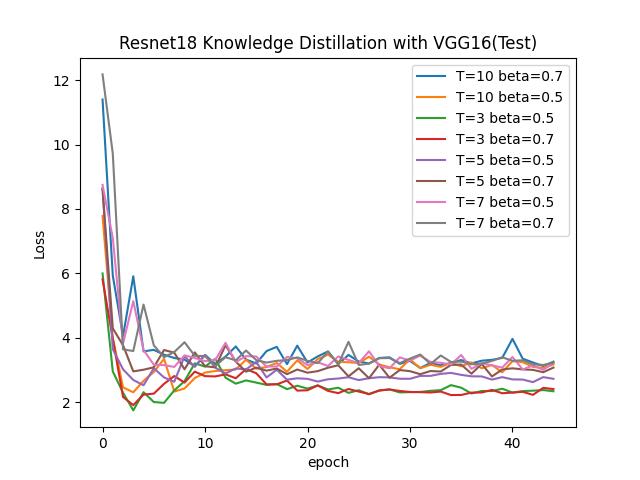 Resnet18 Knowledge Distillation with VGG16(Test)
T=10 beta=0.7
T=10 beta=0.5
T=3 beta=0.5
T=3 beta=0.7
T=5 beta=0.5
T=5 beta=0.7
T=7 beta=0.5
T=7 beta=0.7
12
10
8
6
4
2
Loss
0 10 20 30 40
epoch